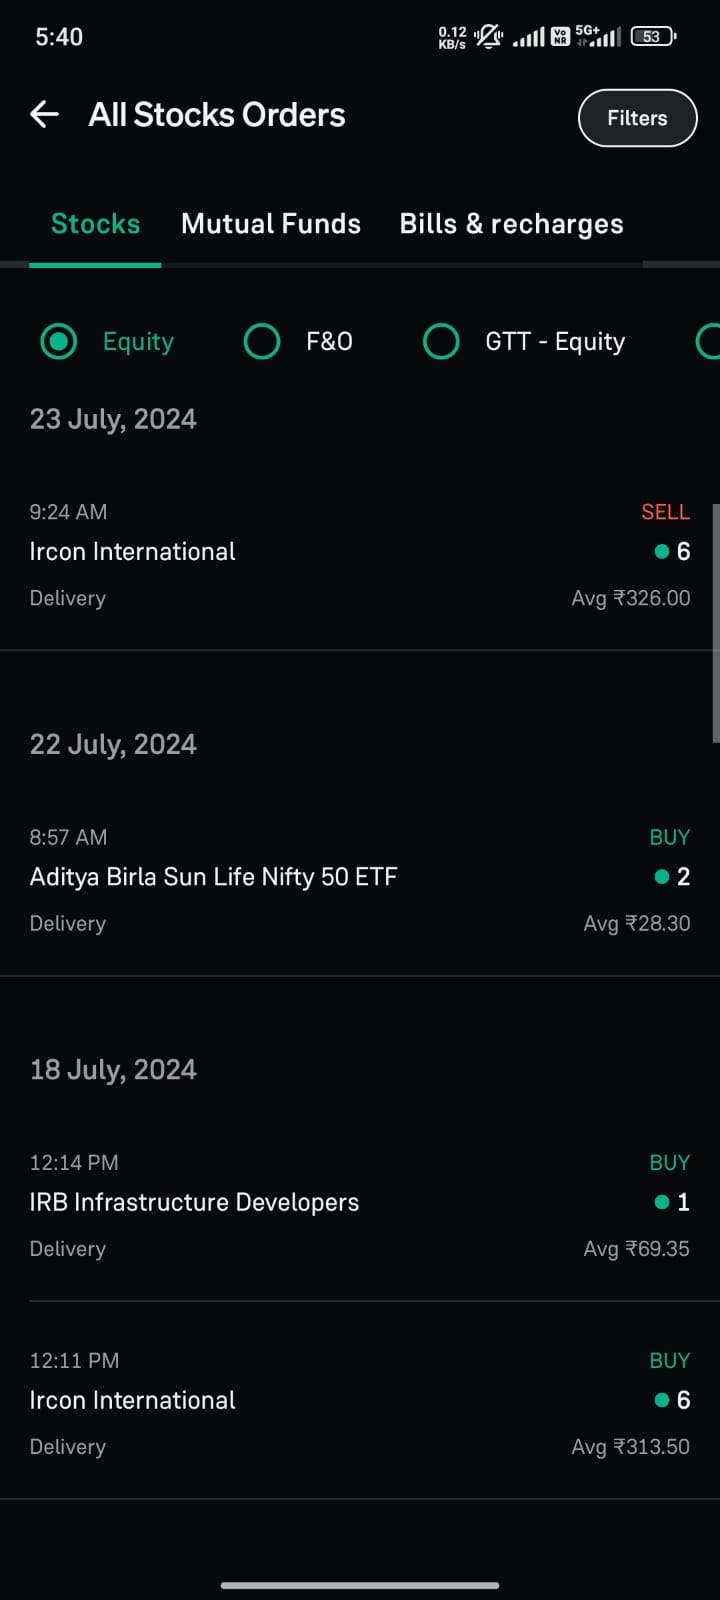 5:40
0.12 KB/s Vo NR 5G+ 53
All Stocks Orders
Filters
Stocks Mutual Funds Bills & recharges
Equity F&O GTT - Equity
23 July, 2024
9:24 AM SELL
Ircon International 6
Delivery Avg ₹326.00
22 July, 2024
8:57 AM BUY
Aditya Birla Sun Life Nifty 50 ETF 2
Delivery Avg ₹28.30
18 July, 2024
12:14 PM BUY
IRB Infrastructure Developers 1
Delivery Avg ₹69.35
12:11 PM BUY
Ircon International 6
Delivery Avg ₹313.50